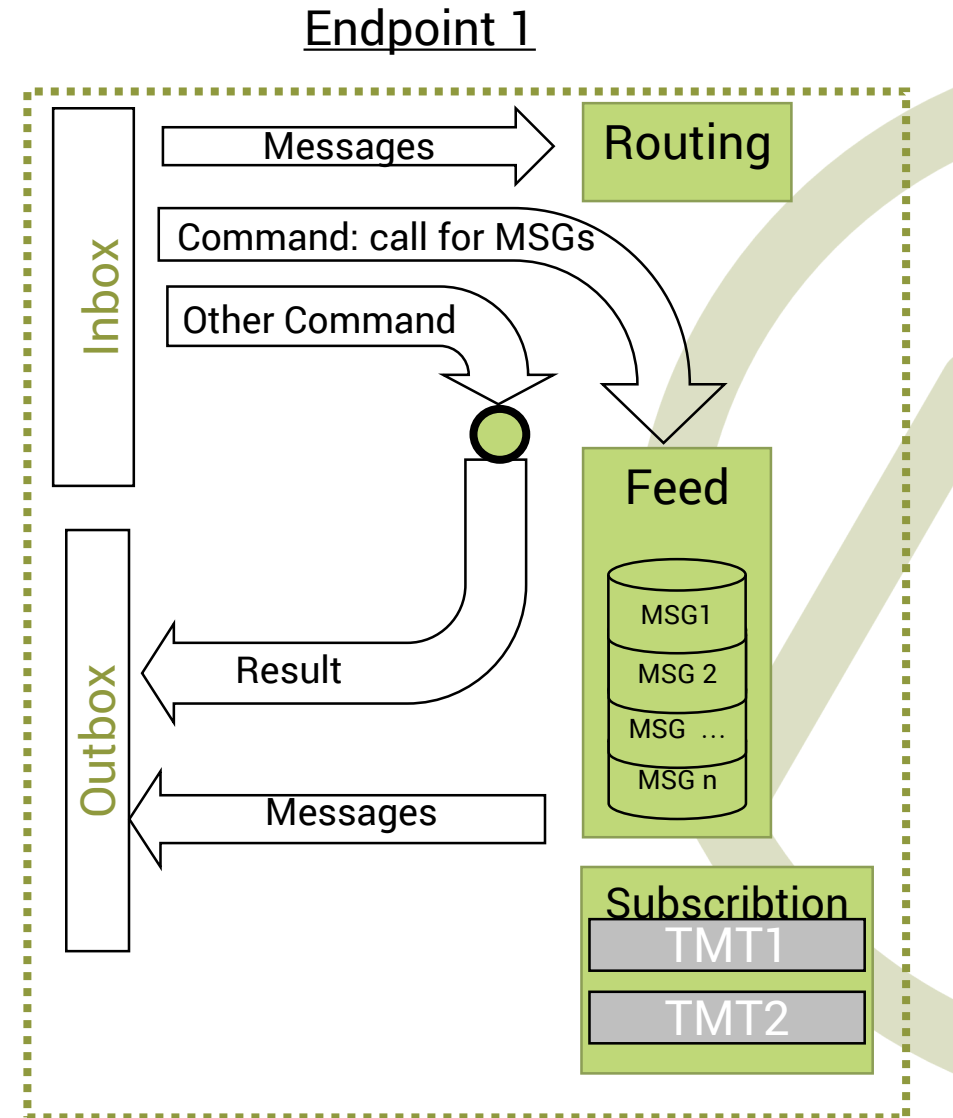 Endpoint 1
Inbox
Messages
Routing
Command: call for MSGs
Other Command
Feed
MSG1
MSG 2
MSG ...
MSG n
Outbox
Result
Messages
Subscribtion
TMT1
TMT2